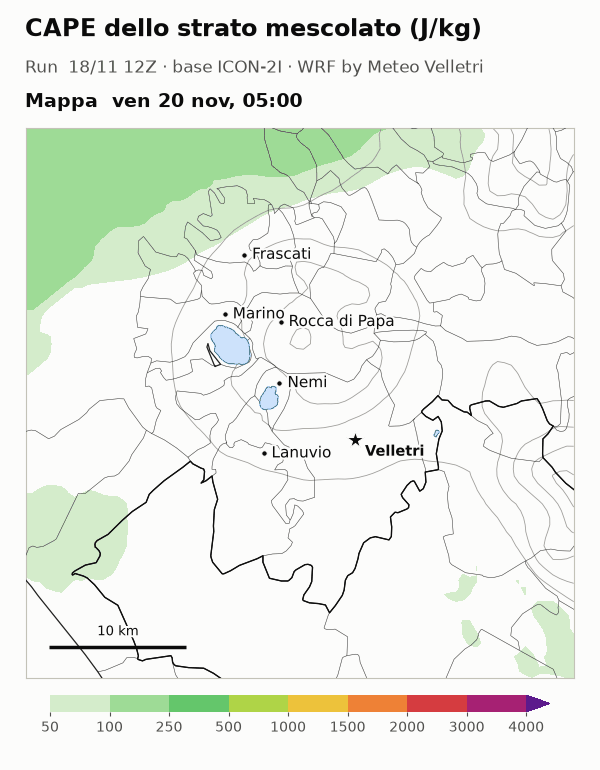 CAPE dello strato mescolato (J/kg)
Run 18/11 12Z · base ICON-2I · WRF by Meteo Velletri
Mappa ven 20 nov, 05:00
Frascati
Marino
Rocca di Papa
Nemi
Velletri
Lanuvio
10 km
50 100 250 500 1000 1500 2000 3000 4000